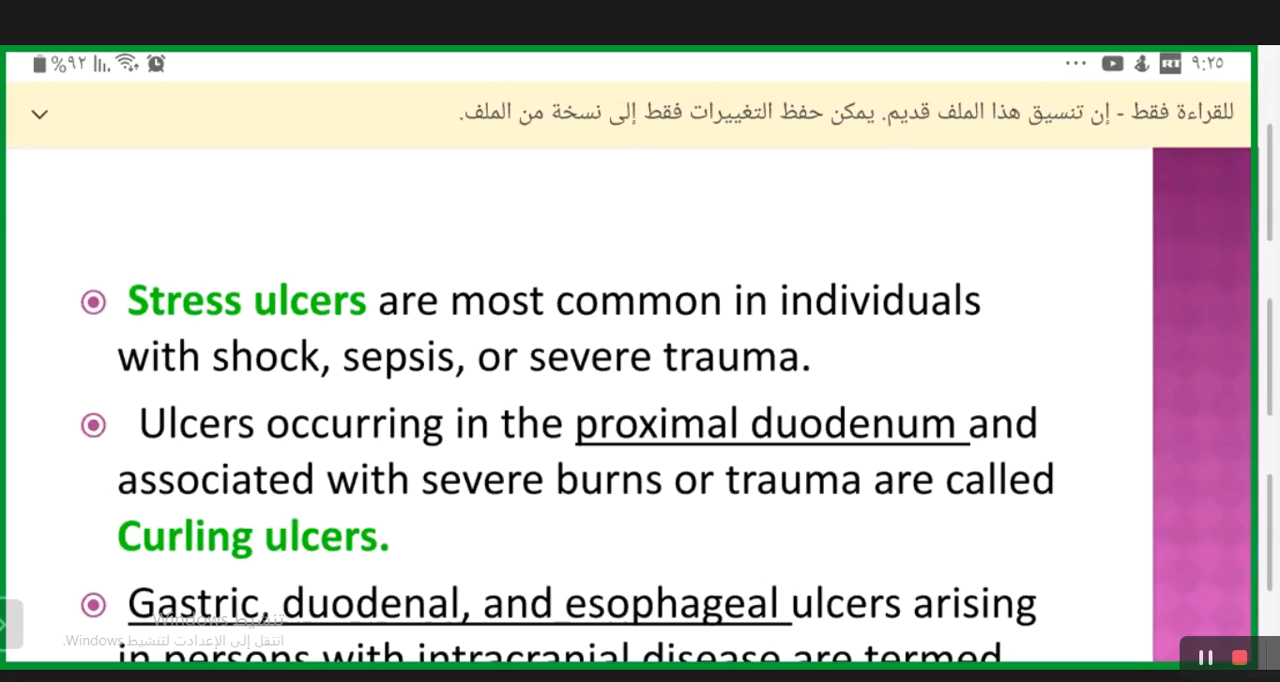 %٩٢
RT ٩:٢٥
للقراءة فقط - إن تنسيق هذا الملف قديم. يمكن حفظ التغييرات فقط إلى نسخة من الملف.
Stress ulcers are most common in individuals
with shock, sepsis, or severe trauma.
Ulcers occurring in the proximal duodenum and
associated with severe burns or trauma are called
Curling ulcers.
Gastric, duodenal, and esophageal ulcers arising
in persons with intracranial disease are termed
تنشيط Windows
انتقل إلى الإعدادت لتنشيط Windows.